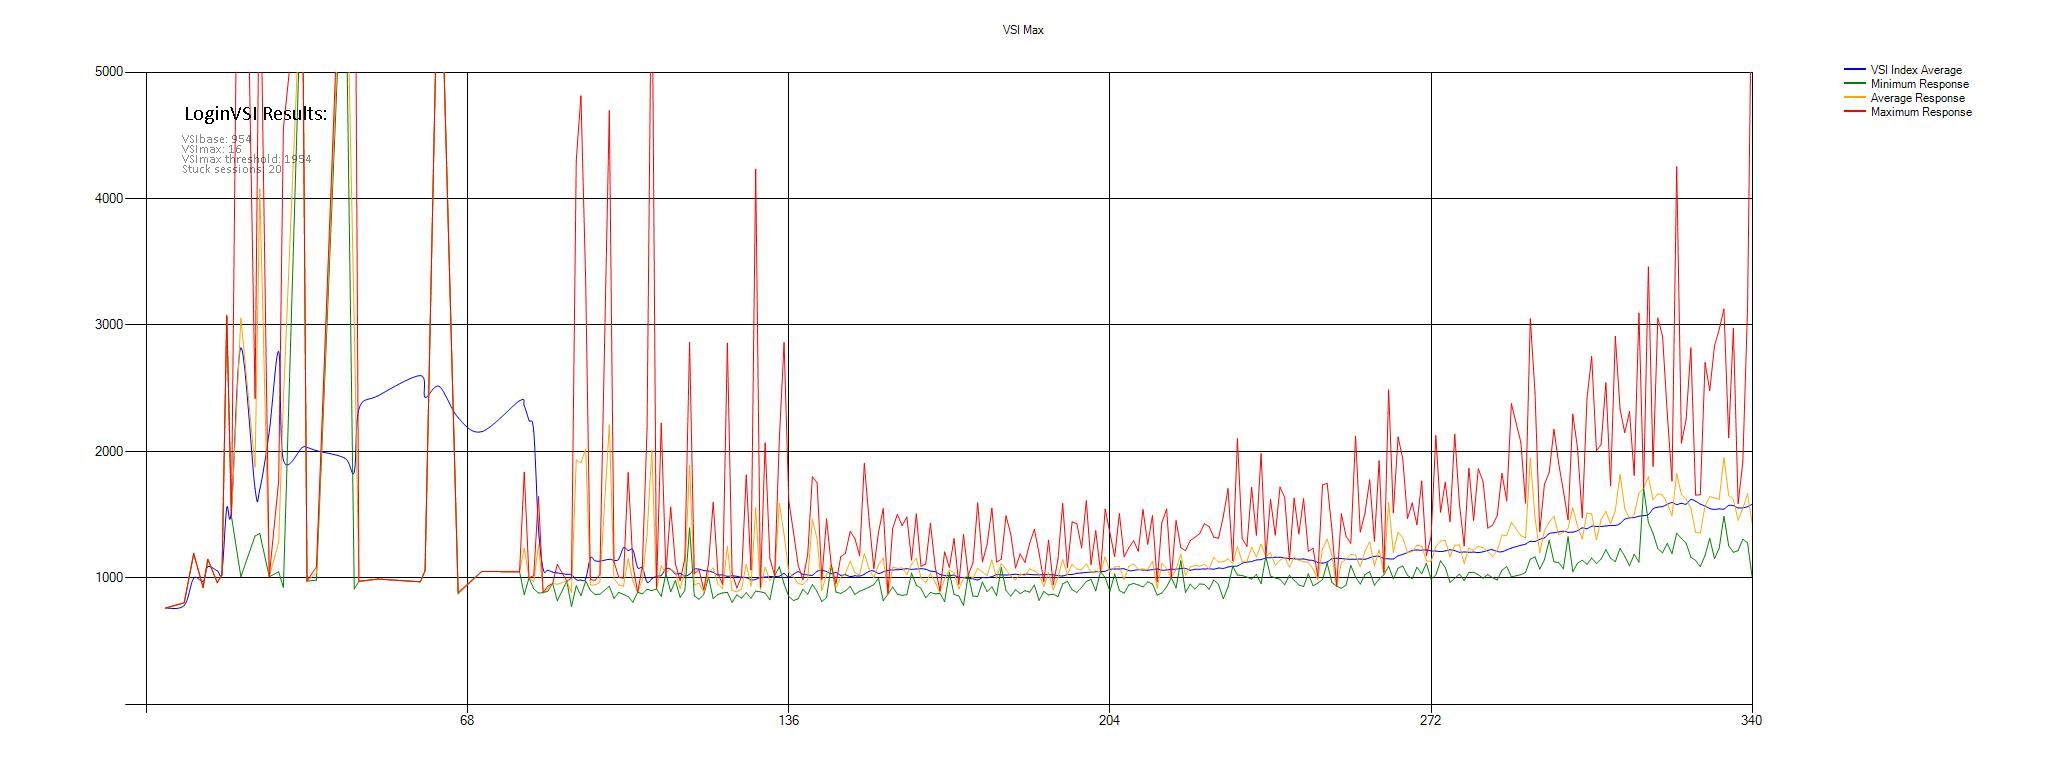 VSI Max
5000
4000
3000
2000
1000
LoginVSI Results:
VSIbase: 954
VSImax: 16
VSImax threshold: 1954
Stuck sessions: 20
68
136
204
272
340
VSI Index Average
Minimum Response
Average Response
Maximum Response